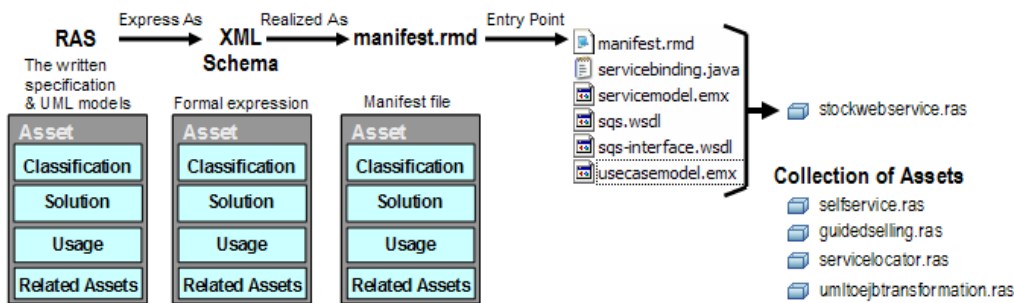 Express As
Realized As
Entry Point
RAS
XML
Schema
manifest.rmd
The written
specification
& UML models
Formal expression
Manifest file
Asset
Classification
Solution
Usage
Related Assets
Asset
Classification
Solution
Usage
Related Assets
Asset
Classification
Solution
Usage
Related Assets
manifest.rmd
servicebinding.java
servicemodel.emx
sqs.wsdl
sqs-interface.wsdl
usecasemodel.emx
stockwebservice.ras
Collection of Assets
selfservice.ras
guidedselling.ras
servicelocator.ras
umltoejbtransformation.ras